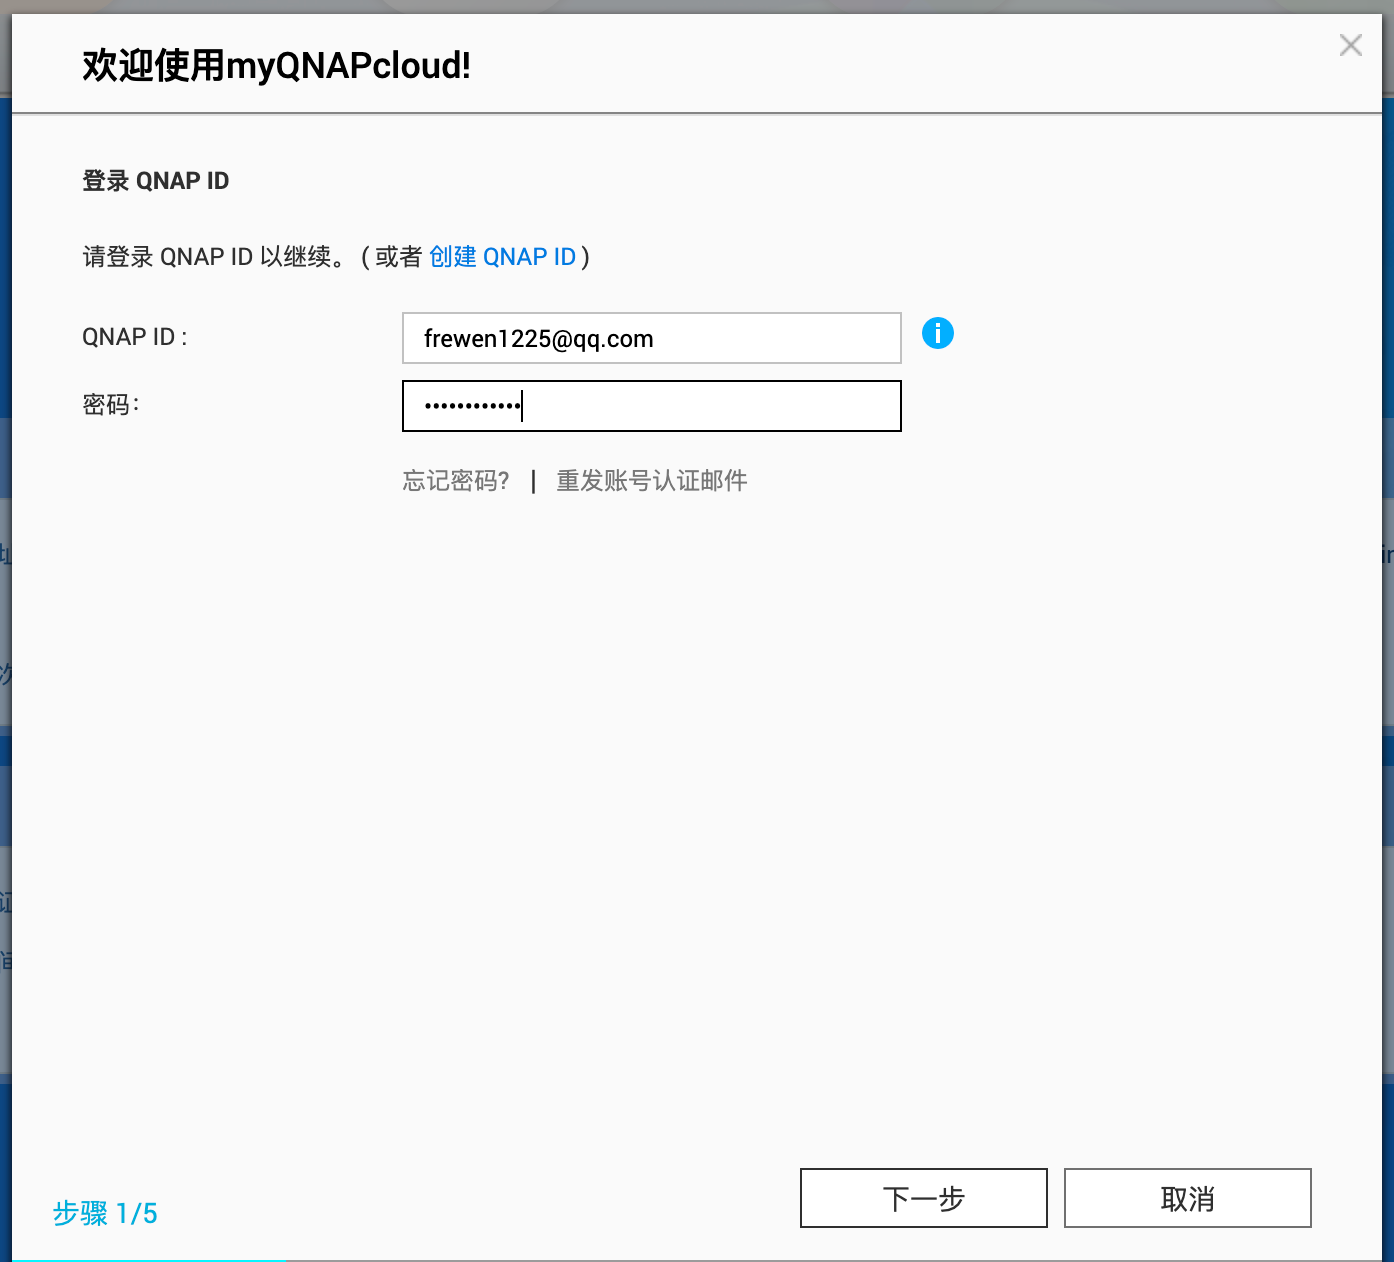 欢迎使用myQNAPcloud!
登录 QNAP ID
请登录 QNAP ID 以继续。 ( 或者 创建 QNAP ID )
QNAP ID : frewen1225@qq.com
密码： ••••••••••••
忘记密码? | 重发账号认证邮件
步骤 1/5 下一步 取消